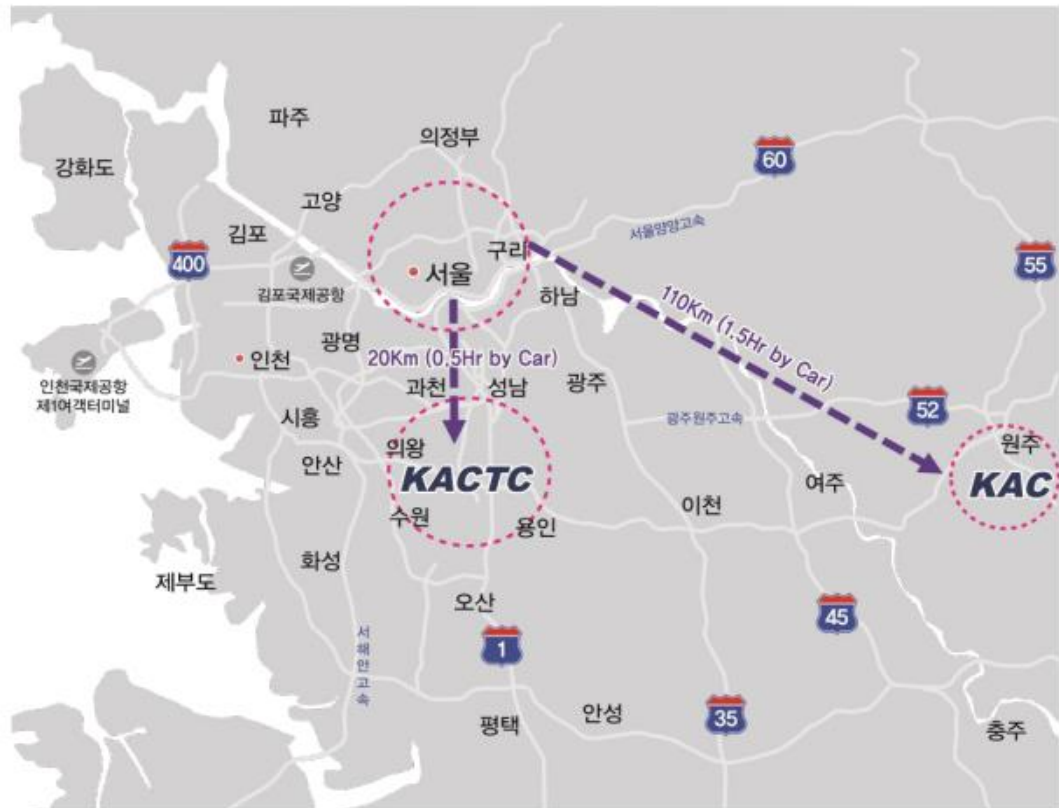 파주
의정부
60
강화도
고양
김포
구리
서울양양고속
400
서울
55
김포국제공항
하남
110Km (1.5Hr by Car)
광명
20Km (0.5Hr by Car)
인천
인천국제공항
제1여객터미널
과천
성남
광주
52
시흥
광주원주고속
의왕
원주
안산
KACTC
여주
KAC
수원
용인
이천
화성
제부도
오산
45
서해안고속
1
35
안성
평택
충주